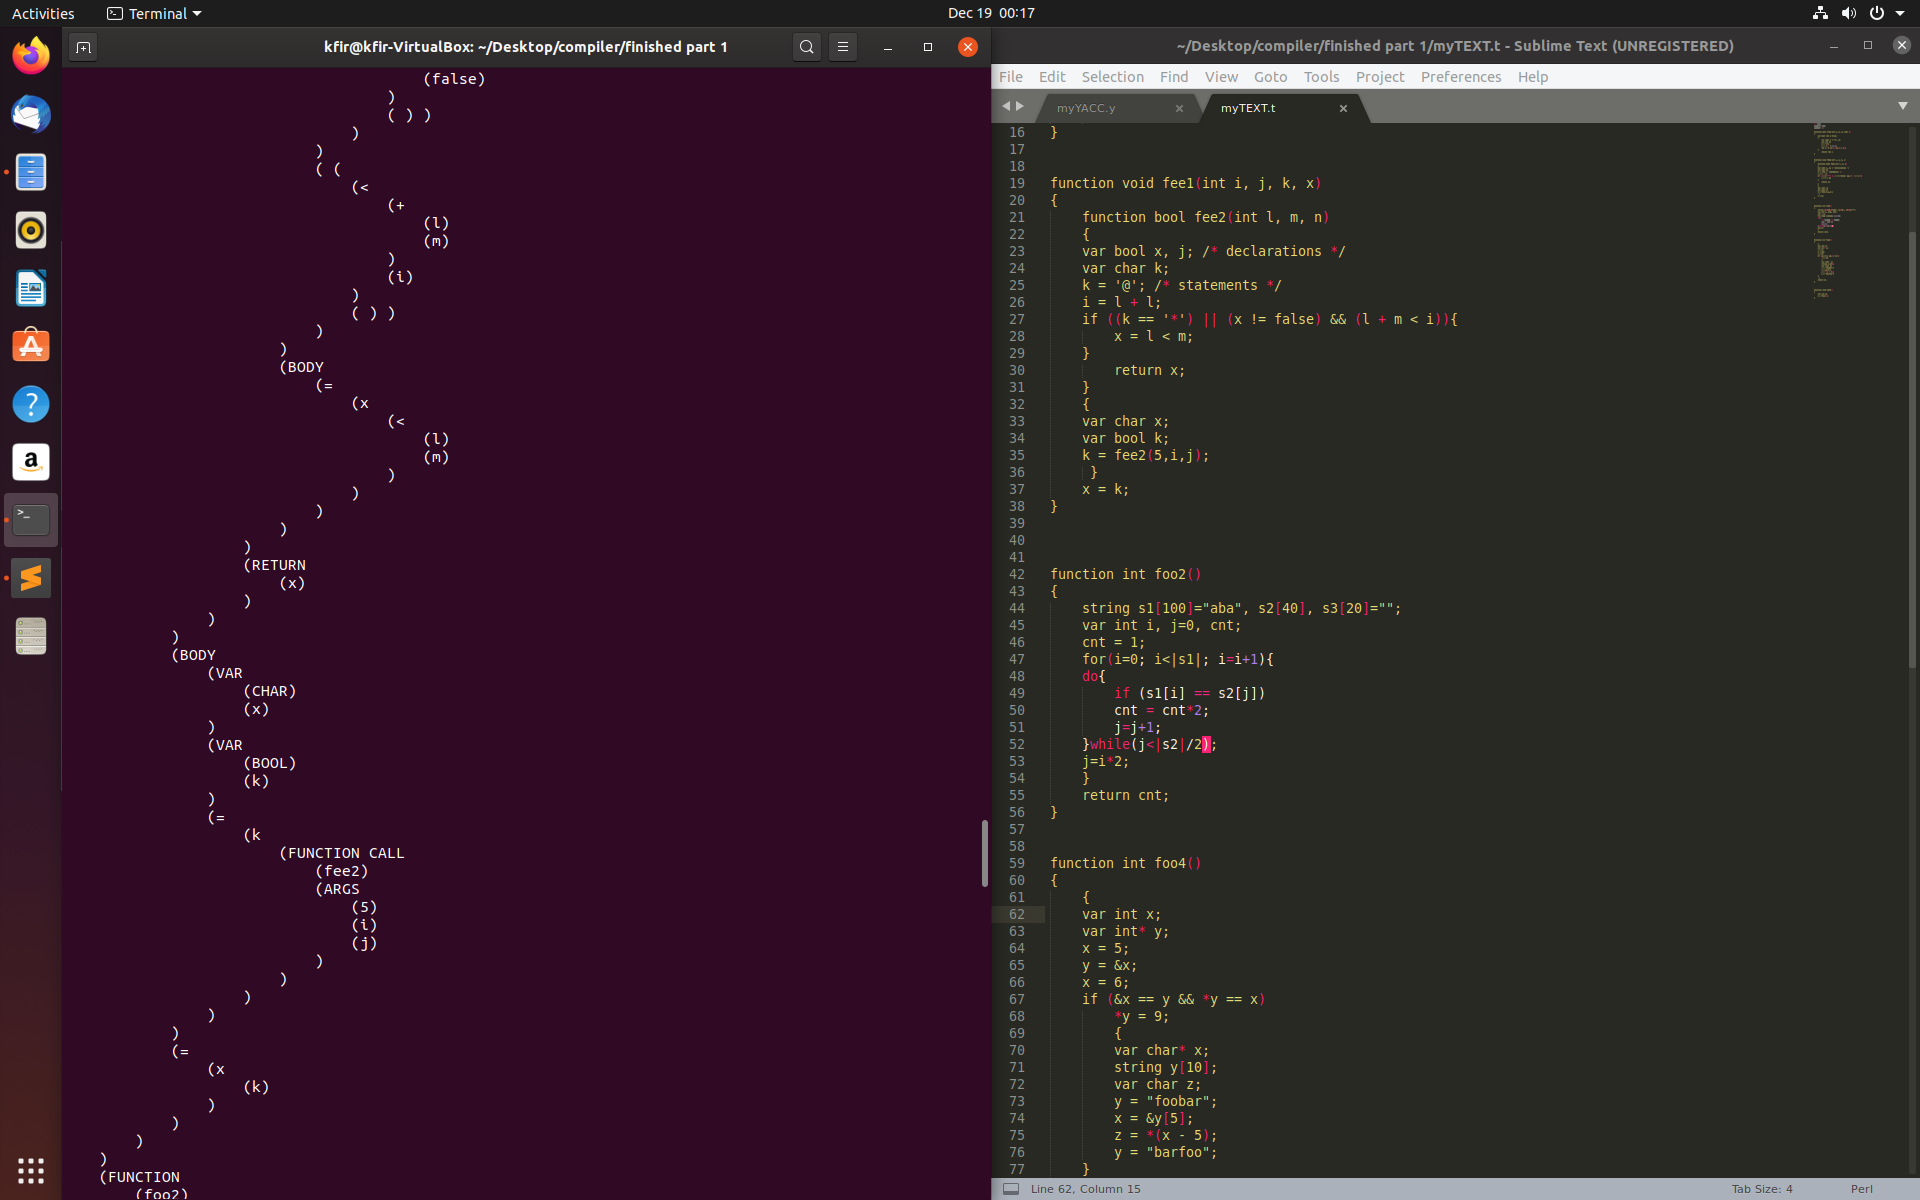 Activities
Terminal
Dec 19 00:17
kfir@kfir-VirtualBox: ~/Desktop/compiler/finished part 1
(false)
)
( ) )
)
)
( (
(<
(+
(l)
(m)
)
(i)
)
( ) )
)
)
(BODY
(=
(x
(<
(l)
(m)
)
)
)
)
)
(RETURN
(x)
)
)
)
(BODY
(VAR
(CHAR)
(x)
)
(VAR
(BOOL)
(k)
)
(=
(k
(FUNCTION CALL
(fee2)
(ARGS
(5)
(i)
(j)
)
)
)
)
)
(=
(x
(k)
)
)
)
)
(FUNCTION
(foo2)
~/Desktop/compiler/finished part 1/myTEXT.t - Sublime Text (UNREGISTERED)
File Edit Selection Find View Goto Tools Project Preferences Help
myYACC.y
myTEXT.t
16 }
17
18
19 function void fee1(int i, j, k, x)
20 {
21 function bool fee2(int l, m, n)
22 {
23 var bool x, j; /* declarations */
24 var char k;
25 k = '@'; /* statements */
26 i = l + l;
27 if ((k == '*') || (x != false) && (l + m < i)){
28 x = l < m;
29 }
30 return x;
31 }
32 {
33 var char x;
34 var bool k;
35 k = fee2(5,i,j);
36 }
37 x = k;
38 }
39
40
41
42 function int foo2()
43 {
44 string s1[100]="aba", s2[40], s3[20]="";
45 var int i, j=0, cnt;
46 cnt = 1;
47 for(i=0; i<|s1|; i=i+1){
48 do{
49 if (s1[i] == s2[j])
50 cnt = cnt*2;
51 j=j+1;
52 }while(j<|s2|/2);
53 j=i*2;
54 }
55 return cnt;
56 }
57
58
59 function int foo4()
60 {
61 {
62 var int x;
63 var int* y;
64 x = 5;
65 y = &x;
66 x = 6;
67 if (&x == y && *y == x)
68 *y = 9;
69 {
70 var char* x;
71 string y[10];
72 var char z;
73 y = "foobar";
74 x = &y[5];
75 z = *(x - 5);
76 y = "barfoo";
77 }
Line 62, Column 15
Tab Size: 4
Perl